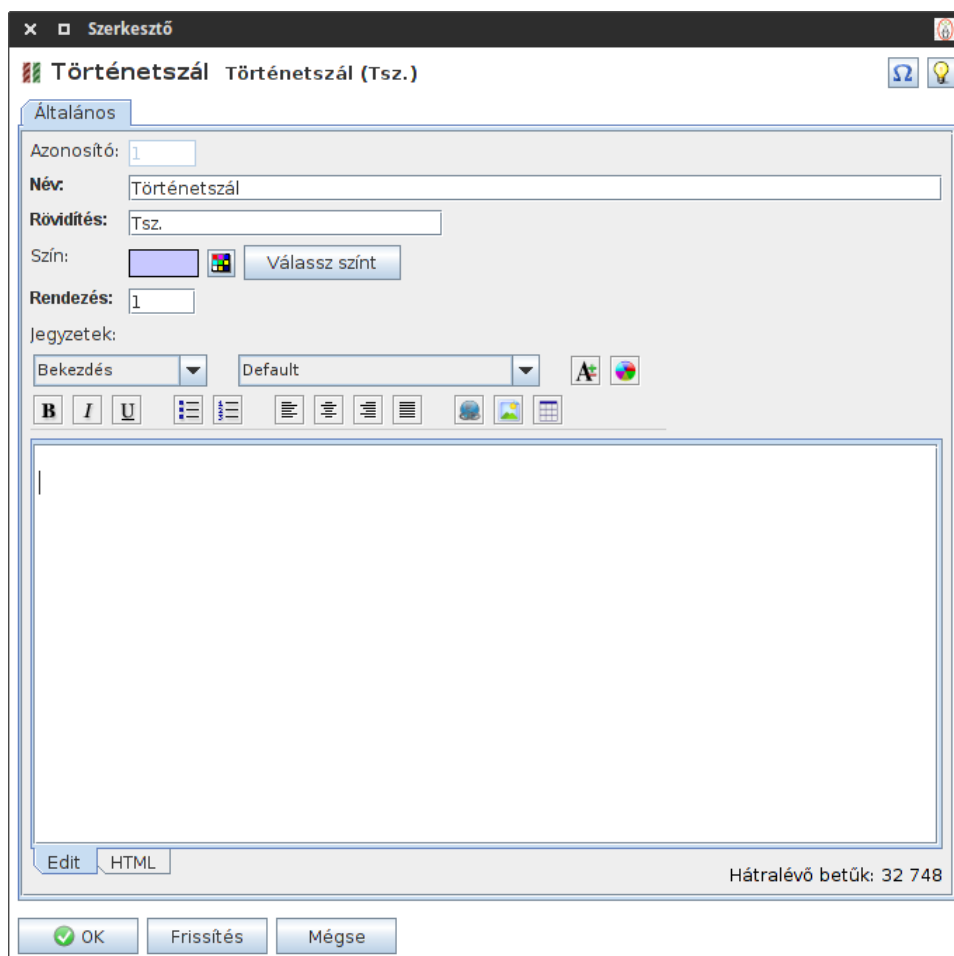 Szerkesztő
Történetszál Történetszál (Tsz.)
Ω
Általános
Azonosító: 1
Név: Történetszál
Rövidítés: Tsz.
Szín: Válassz színt
Rendezés: 1
Jegyzetek:
Bekezdés Default A
B I U
Edit HTML
Hátralévő betűk: 32 748
OK Frissítés Mégse